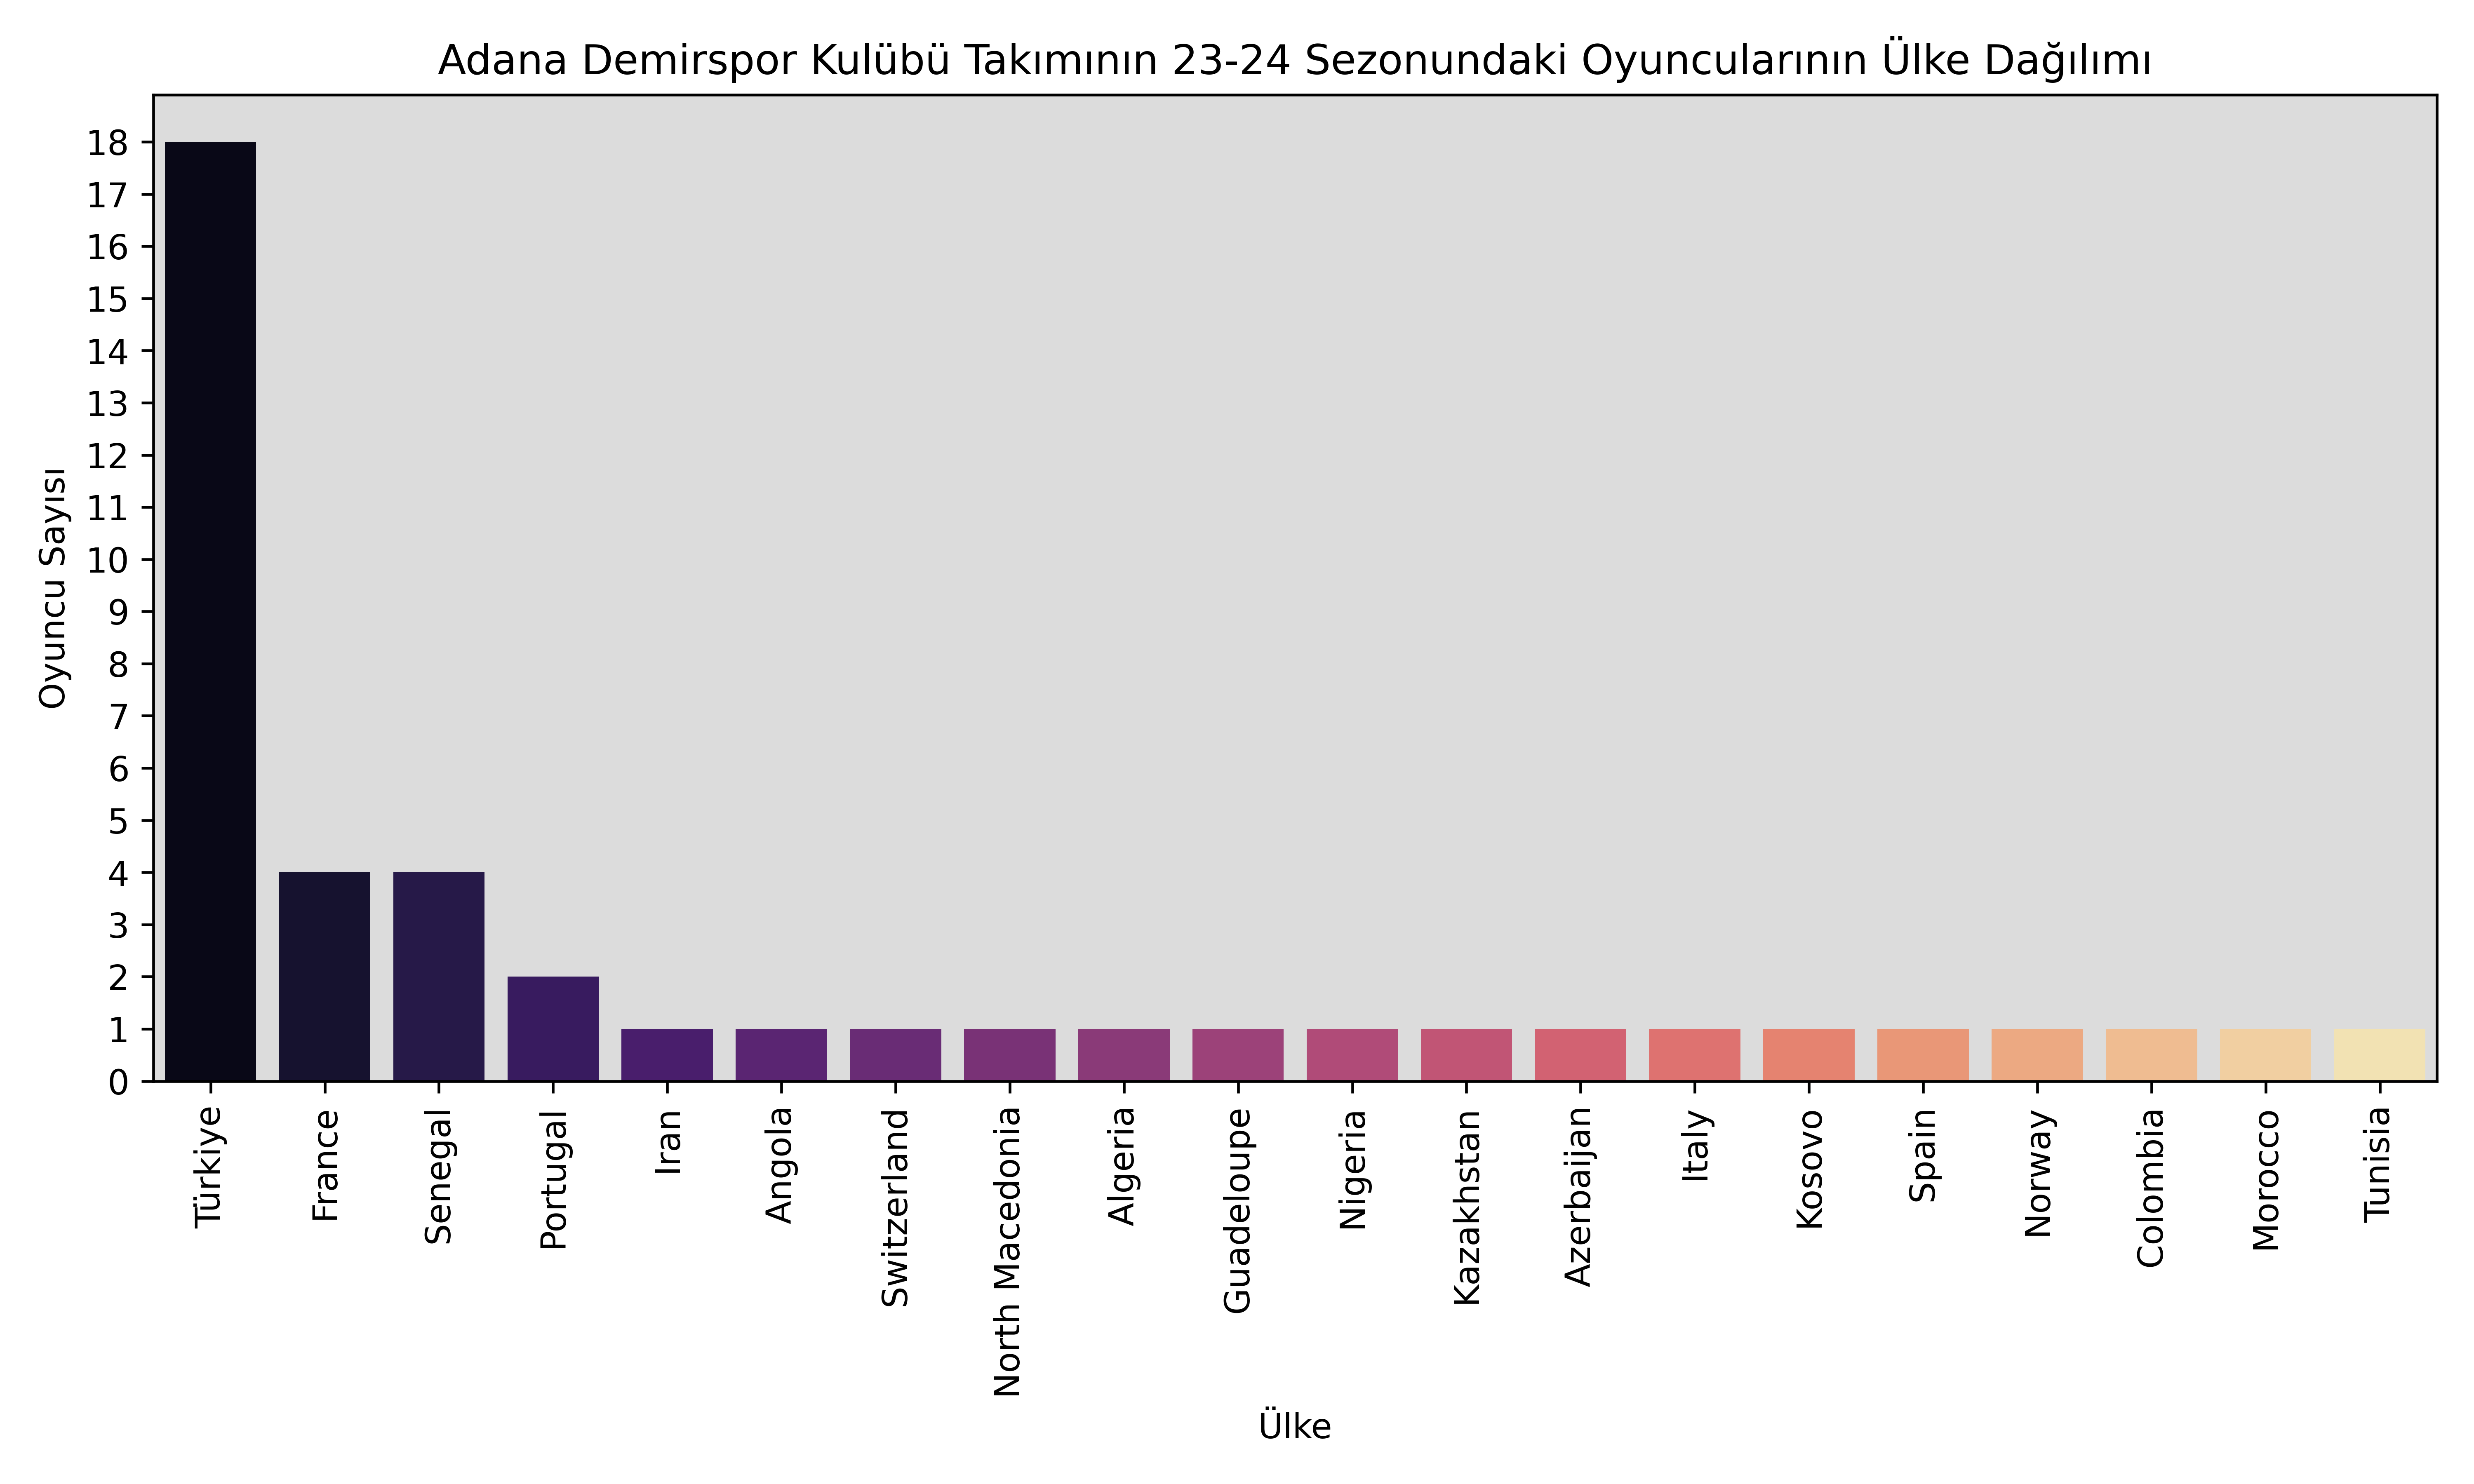 Adana Demirspor Kulübü Takımının 23-24 Sezonundaki Oyuncularının Ülke Dağılımı
Oyuncu Sayısı
18
17
16
15
14
13
12
11
10
9
8
7
6
5
4
3
2
1
0
Türkiye
France
Senegal
Portugal
Iran
Angola
Switzerland
North Macedonia
Algeria
Guadeloupe
Nigeria
Kazakhstan
Azerbaijan
Italy
Kosovo
Spain
Norway
Colombia
Morocco
Tunisia
Ülke